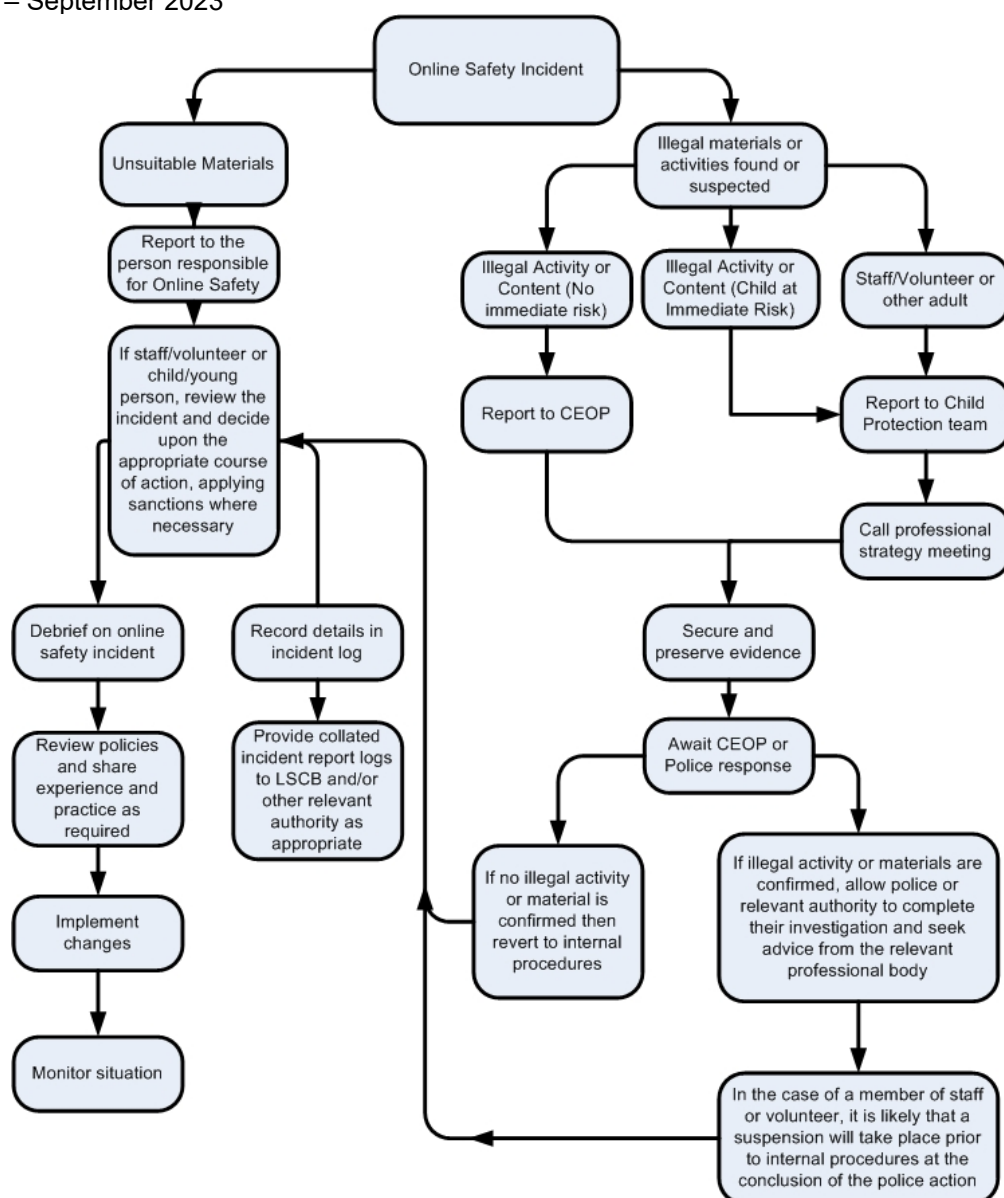 – September 2023
Online Safety Incident
Unsuitable Materials
Illegal materials or
activities found or
suspected
Report to the
person responsible
for Online Safety
Illegal Activity or
Content (No
immediate risk)
Illegal Activity or
Content (Child at
Immediate Risk)
Staff/Volunteer or
other adult
If staff/volunteer or
child/young
person, review the
incident and decide
upon the
appropriate course
of action, applying
sanctions where
necessary
Report to CEOP
Report to Child
Protection team
Call professional
strategy meeting
Debrief on online
safety incident
Record details in
incident log
Secure and
preserve evidence
Review policies
and share
experience and
practice as
required
Provide collated
incident report logs
to LSCB and/or
other relevant
authority as
appropriate
Await CEOP or
Police response
If no illegal activity
or material is
confirmed then
revert to internal
procedures
If illegal activity or materials are
confirmed, allow police or
relevant authority to complete
their investigation and seek
advice from the relevant
professional body
Implement
changes
Monitor situation
In the case of a member of staff
or volunteer, it is likely that a
suspension will take place prior
to internal procedures at the
conclusion of the police action